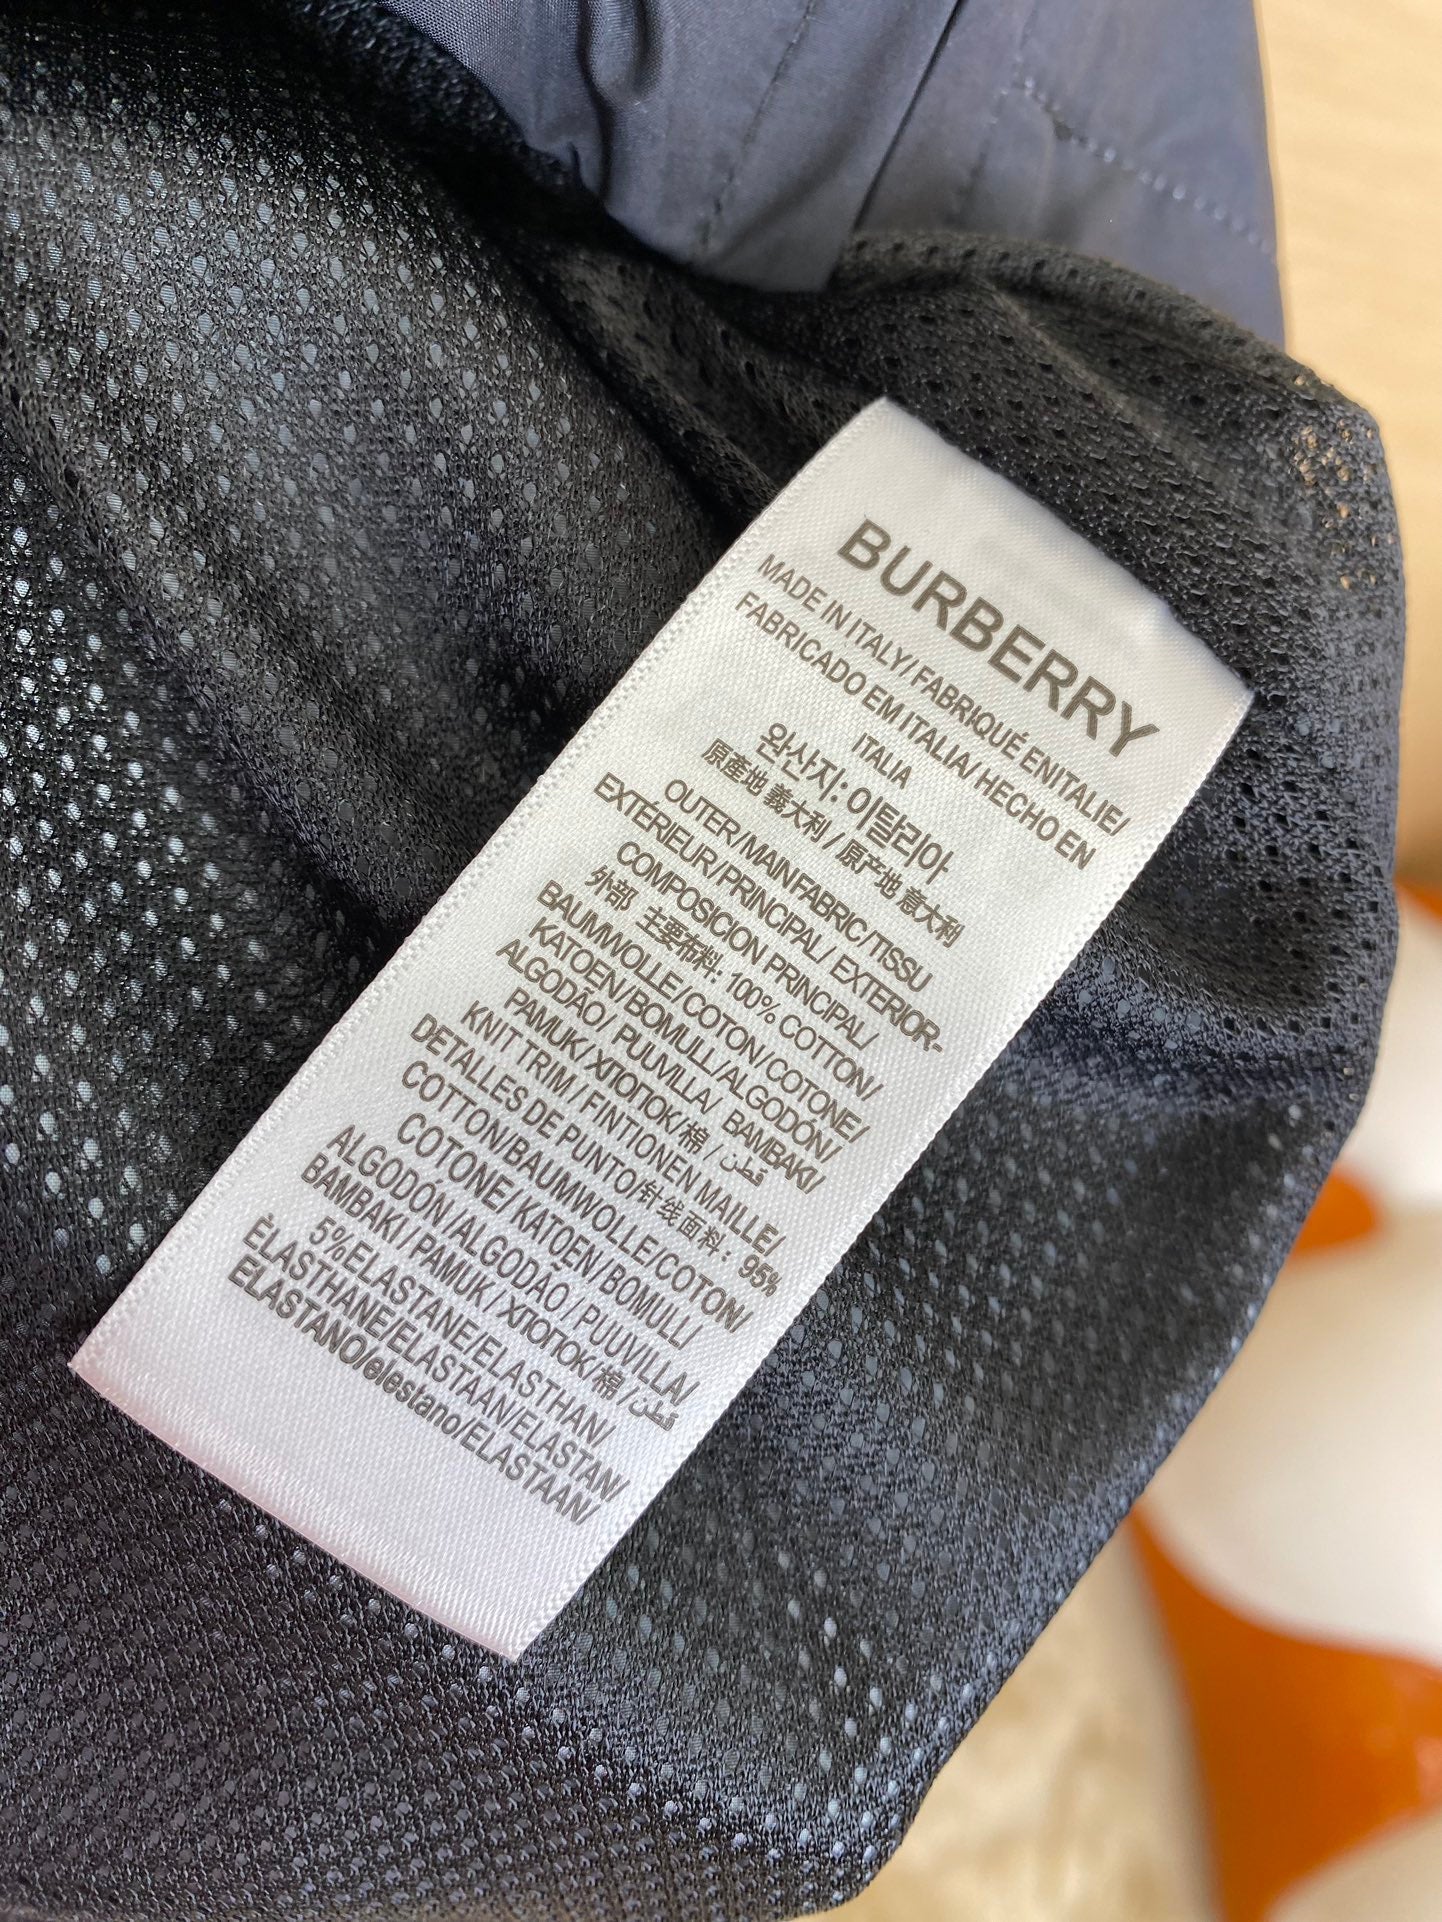 BURBERRY
MADE IN ITALY/FABRIQUÉ ENITALIE/
FABRICADO EM ITALIA/ HECHO EN
ITALIA
완산지: 이탈리아
原產地 義大利 / 原产地 意大利
OUTER/MAIN FABRIC/TISSU
EXTÉRIEUR/PRINCIPAL/ EXTERIOR-
COMPOSICION PRINCIPAL/
外部 主要布料: 100% COTTON/
BAUMWOLLE/COTON/COTONE/
KATOEN/BOMULL/ALGODÓN/
ALGODÃO/ PUUVILLA/ BAMBAKI/
PAMUK/ХЛОПОК/棉 / قطن
KNIT TRIM / FINTIONEN MAILLE/
DETALLES DE PUNTO/针线面料: 95%
COTTON/BAUMWOLLE/COTON/
COTONE/ KATOEN/ BOMULL/
ALGODÓN/ALGODÃO / PUUVILLA/
BAMBAKI / PAMUK / ХЛОПОК/ 棉 / قطن
5%ELASTANE/ELASTHAN/
ÈLASTHANE/ELASTAAN/ELASTAN/
ELASTANO/elestano/ELASTAAN/